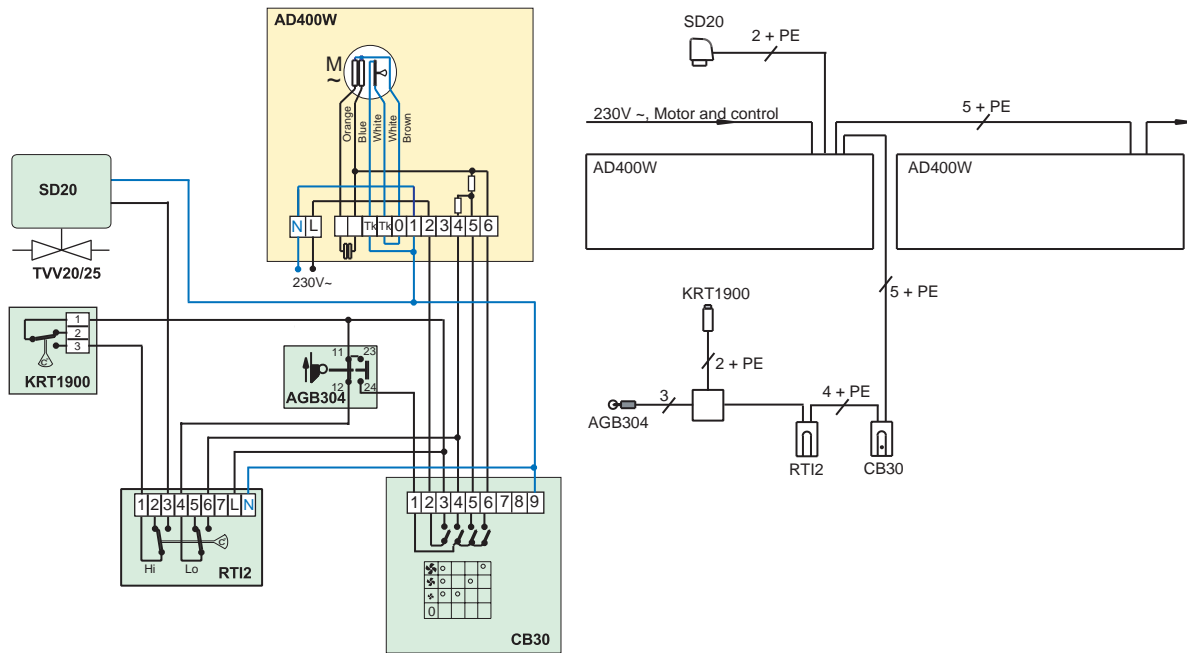 AD400W
M
~
Orange
Blue
White
White
Brown
N L Tk Tk 0 1 2 3 4 5 6
230V~
SD20
TVV20/25
1
2
3
C°
KRT1900
11 23
12 24
AGB304
1 2 3 4 5 6 7 L N
C°
Hi Lo
RTI2
1 2 3 4 5 6 7 8 9
0
CB30
SD20
2 + PE
230V ~, Motor and control
5 + PE
AD400W
AD400W
5 + PE
KRT1900
2 + PE
3
4 + PE
AGB304
RTI2
CB30